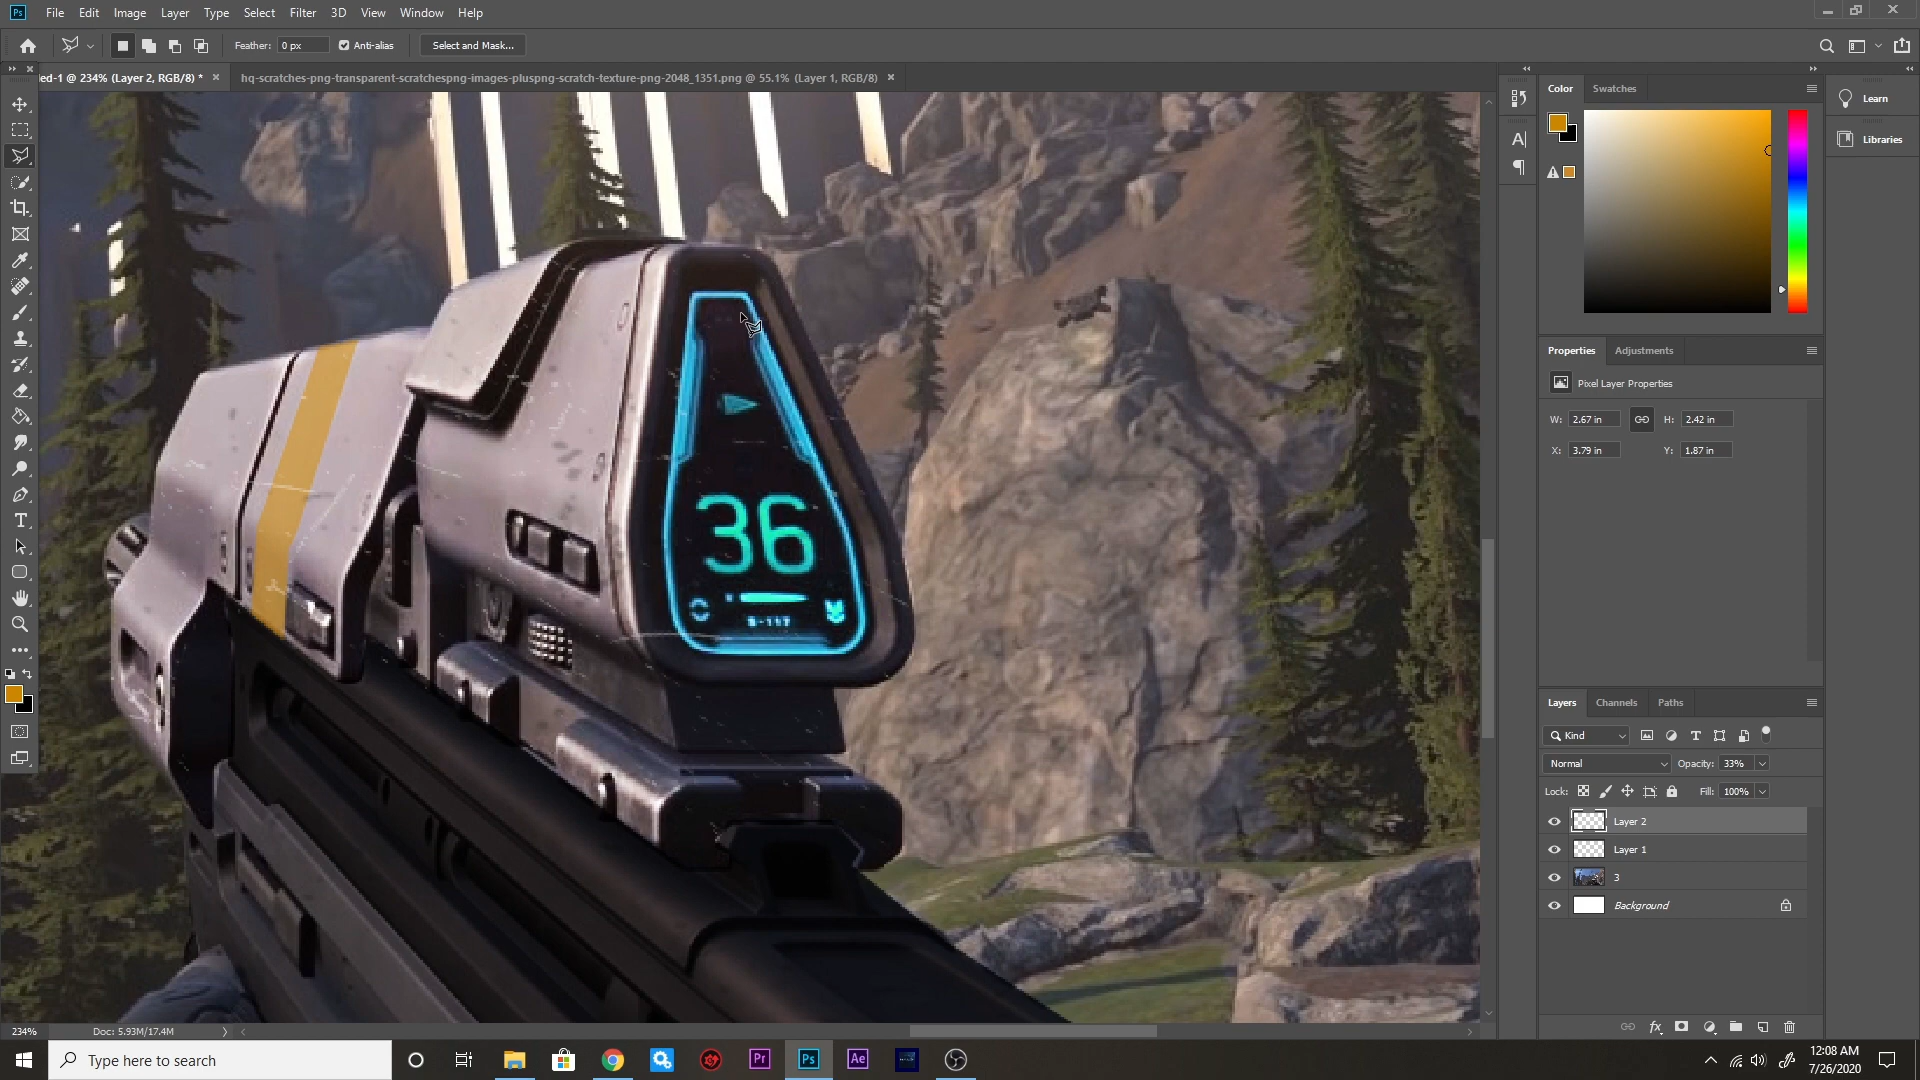 Ps File Edit Image Layer Type Select Filter 3D View Window Help
Feather: 0 px Anti-alias Select and Mask...
ed-1 @ 234% (Layer 2, RGB/8) * × hq-scratches-png-transparent-scratchespng-images-pluspng-scratch-texture-png-2048_1351.png @ 55.1% (Layer 1, RGB/8) ×
Color Swatches
Learn
Libraries
Properties Adjustments
Pixel Layer Properties
W: 2.67 in H: 2.42 in
X: 3.79 in Y: 1.87 in
36
Layers Channels Paths
Kind
Normal Opacity: 33%
Lock: Fill: 100%
Layer 2
Layer 1
3
Background
234% Doc: 5.93M/17.4M
Type here to search
Pr Ps Ae
12:08 AM
7/26/2020